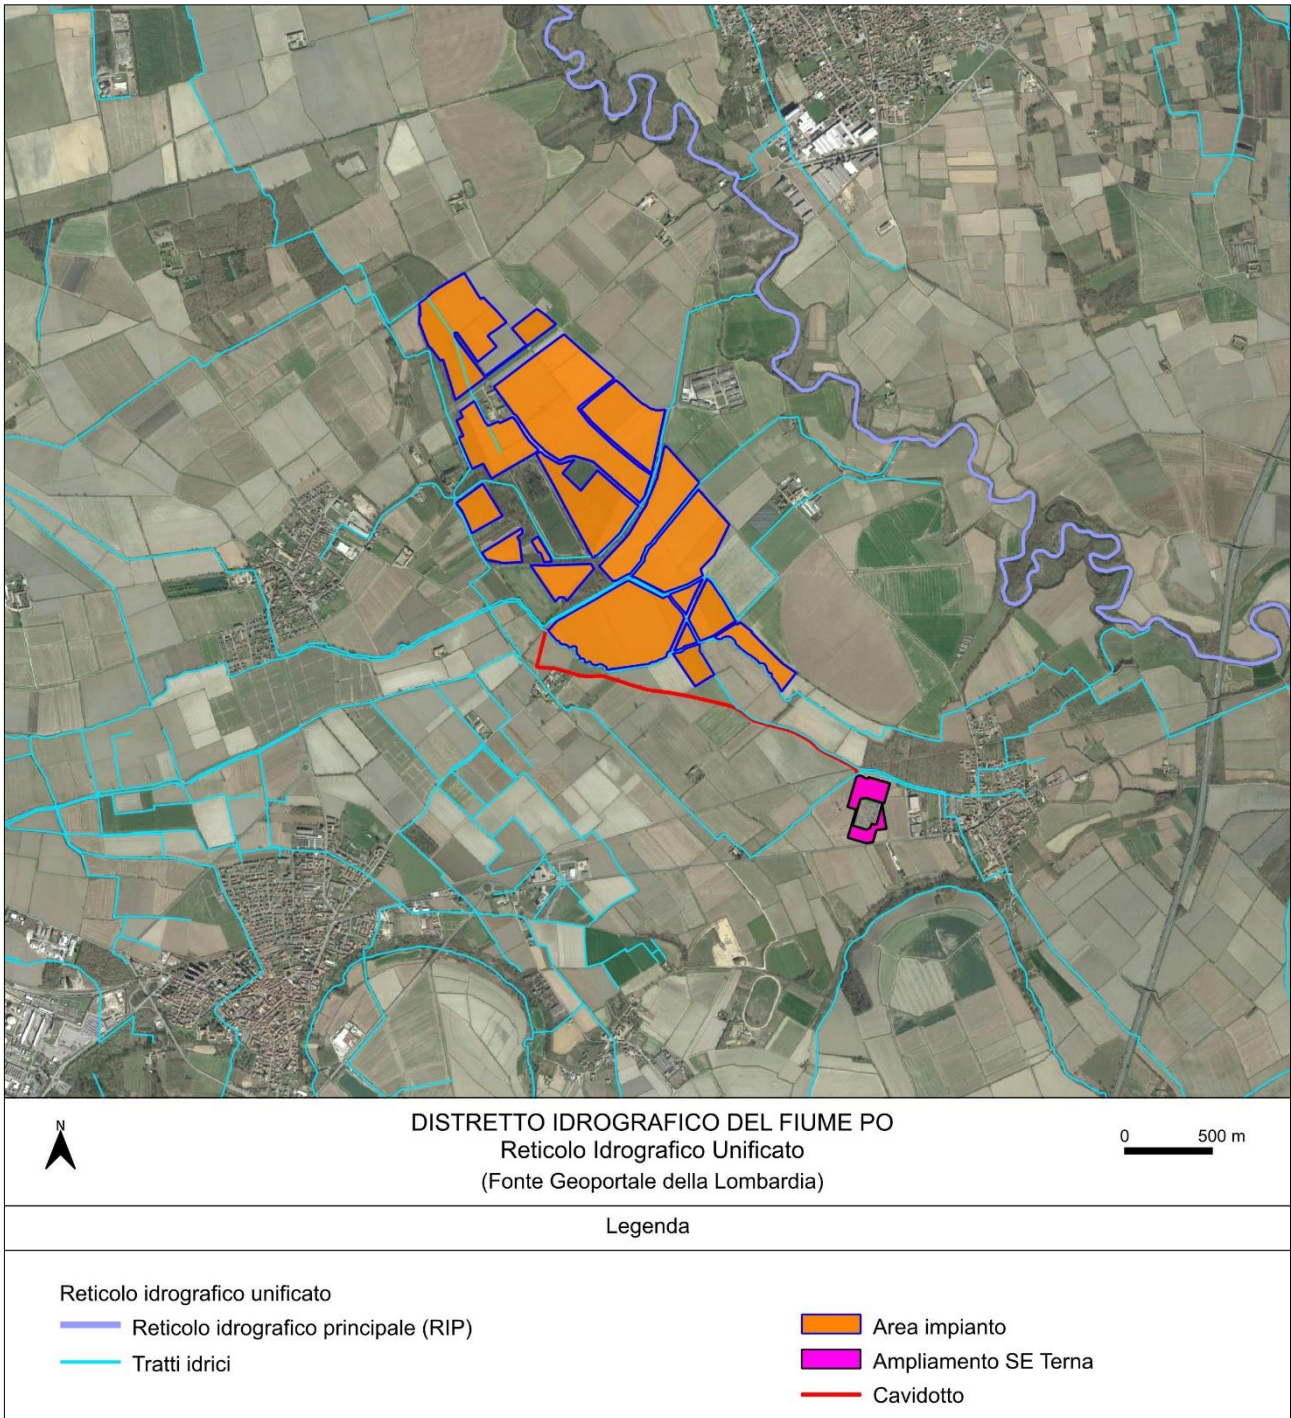 DISTRETTO IDROGRAFICO DEL FIUME PO
Reticolo Idrografico Unificato
(Fonte Geoportale della Lombardia)
N
0 500 m
Legenda
Reticolo idrografico unificato
Reticolo idrografico principale (RIP)
Tratti idrici
Area impianto
Ampliamento SE Terna
Cavidotto